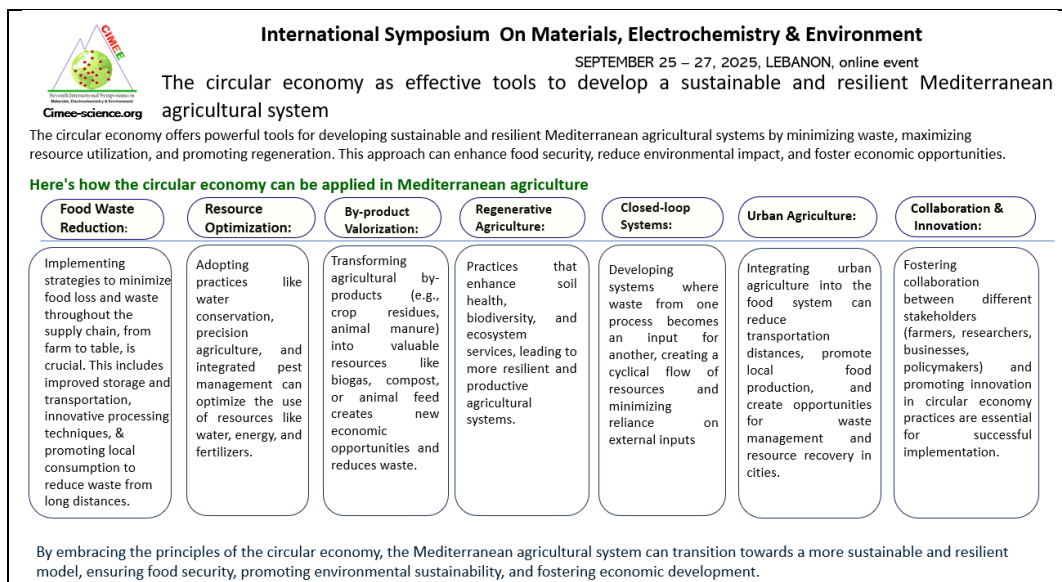 CIMEE
Seventh International Symposium on
Materials, Electrochemistry & Environment
Cimee-science.org
International Symposium On Materials, Electrochemistry & Environment
SEPTEMBER 25 – 27, 2025, LEBANON, online event
The circular economy as effective tools to develop a sustainable and resilient Mediterranean
agricultural system
The circular economy offers powerful tools for developing sustainable and resilient Mediterranean agricultural systems by minimizing waste, maximizing
resource utilization, and promoting regeneration. This approach can enhance food security, reduce environmental impact, and foster economic opportunities.
Here's how the circular economy can be applied in Mediterranean agriculture
Food Waste
Reduction:
Implementing
strategies to minimize
food loss and waste
throughout the
supply chain, from
farm to table, is
crucial. This includes
improved storage and
transportation,
innovative processing
techniques, &
promoting local
consumption to
reduce waste from
long distances.
Resource
Optimization:
Adopting
practices like
water
conservation,
precision
agriculture, and
integrated pest
management can
optimize the use
of resources like
water, energy, and
fertilizers.
By-product
Valorization:
Transforming
agricultural by-
products (e.g.,
crop residues,
animal manure)
into valuable
resources like
biogas, compost,
or animal feed
creates new
economic
opportunities and
reduces waste.
Regenerative
Agriculture:
Practices that
enhance soil
health,
biodiversity, and
ecosystem
services, leading to
more resilient and
productive
agricultural
systems.
Closed-loop
Systems:
Developing
systems where
waste from one
process becomes
an input for
another, creating a
cyclical flow of
resources and
minimizing
reliance on
external inputs
Urban Agriculture:
Integrating urban
agriculture into the
food system can
reduce
transportation
distances, promote
local food
production, and
create opportunities
for waste
management and
resource recovery in
cities.
Collaboration &
Innovation:
Fostering
collaboration
between different
stakeholders
(farmers, researchers,
businesses,
policymakers) and
promoting innovation
in circular economy
practices are essential
for successful
implementation.
By embracing the principles of the circular economy, the Mediterranean agricultural system can transition towards a more sustainable and resilient
model, ensuring food security, promoting environmental sustainability, and fostering economic development.